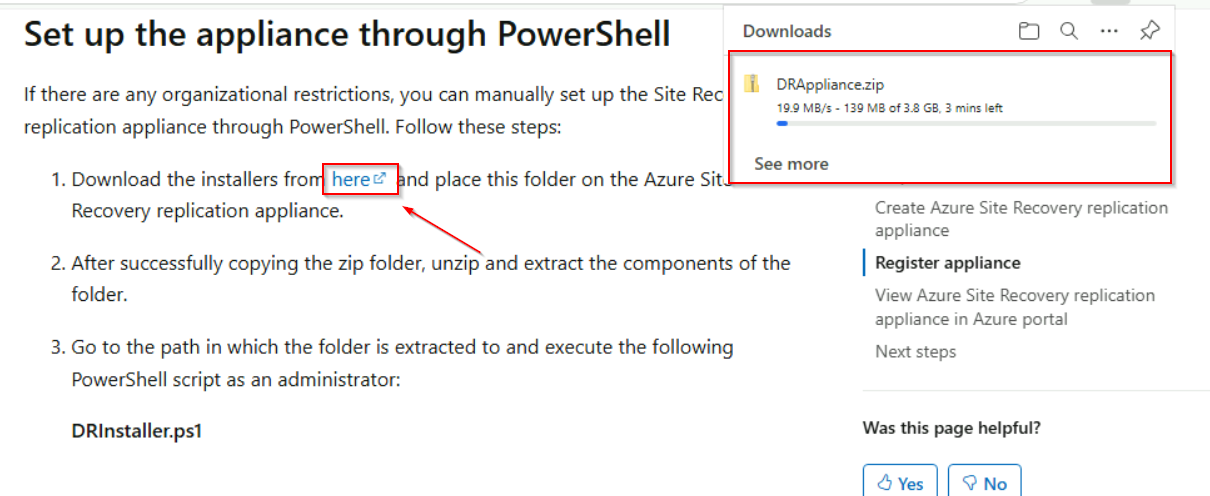 Set up the appliance through PowerShell
If there are any organizational restrictions, you can manually set up the Site Rec
replication appliance through PowerShell. Follow these steps:
1. Download the installers from here and place this folder on the Azure Site
Recovery replication appliance.
2. After successfully copying the zip folder, unzip and extract the components of the
folder.
3. Go to the path in which the folder is extracted to and execute the following
PowerShell script as an administrator:
DRInstaller.ps1
Downloads
DRAppliance.zip
19.9 MB/s - 139 MB of 3.8 GB, 3 mins left
See more
Create Azure Site Recovery replication
appliance
Register appliance
View Azure Site Recovery replication
appliance in Azure portal
Next steps
Was this page helpful?
Yes
No